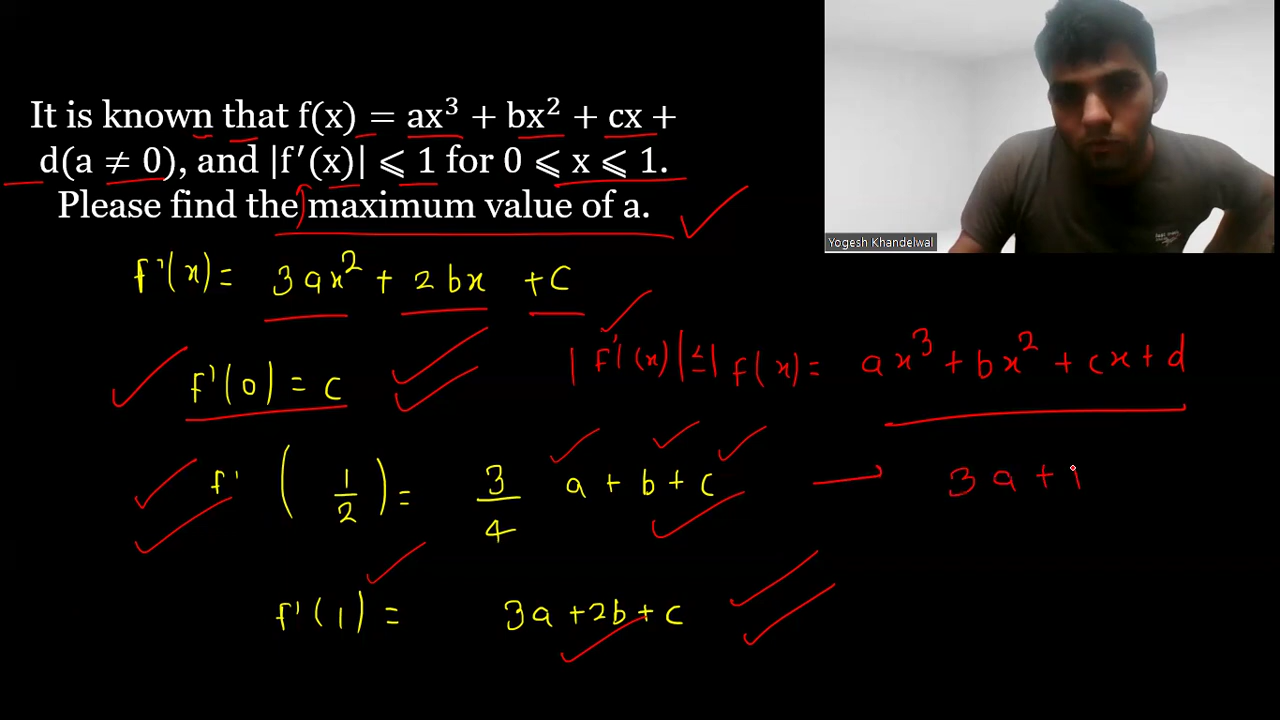 It is known that f(x) = ax³ + bx² + cx +
d(a ≠ 0), and |f′(x)| ⩽ 1 for 0 ⩽ x ⩽ 1.
Please find the maximum value of a.
Yogesh Khandelwal
f'(x) = 3ax² + 2bx + C
|f'(x)| ≤ 1 f(x) = ax³ + bx² + cx + d
f'(0) = c
f'(1/2) = 3/4 a + b + c
3a +
f'(1) = 3a + 2b + c